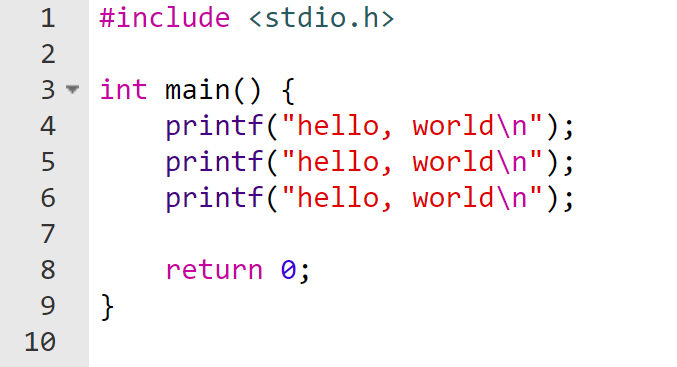 1 #include <stdio.h>
2
3 int main() {
4     printf("hello, world\n");
5     printf("hello, world\n");
6     printf("hello, world\n");
7
8     return 0;
9 }
10